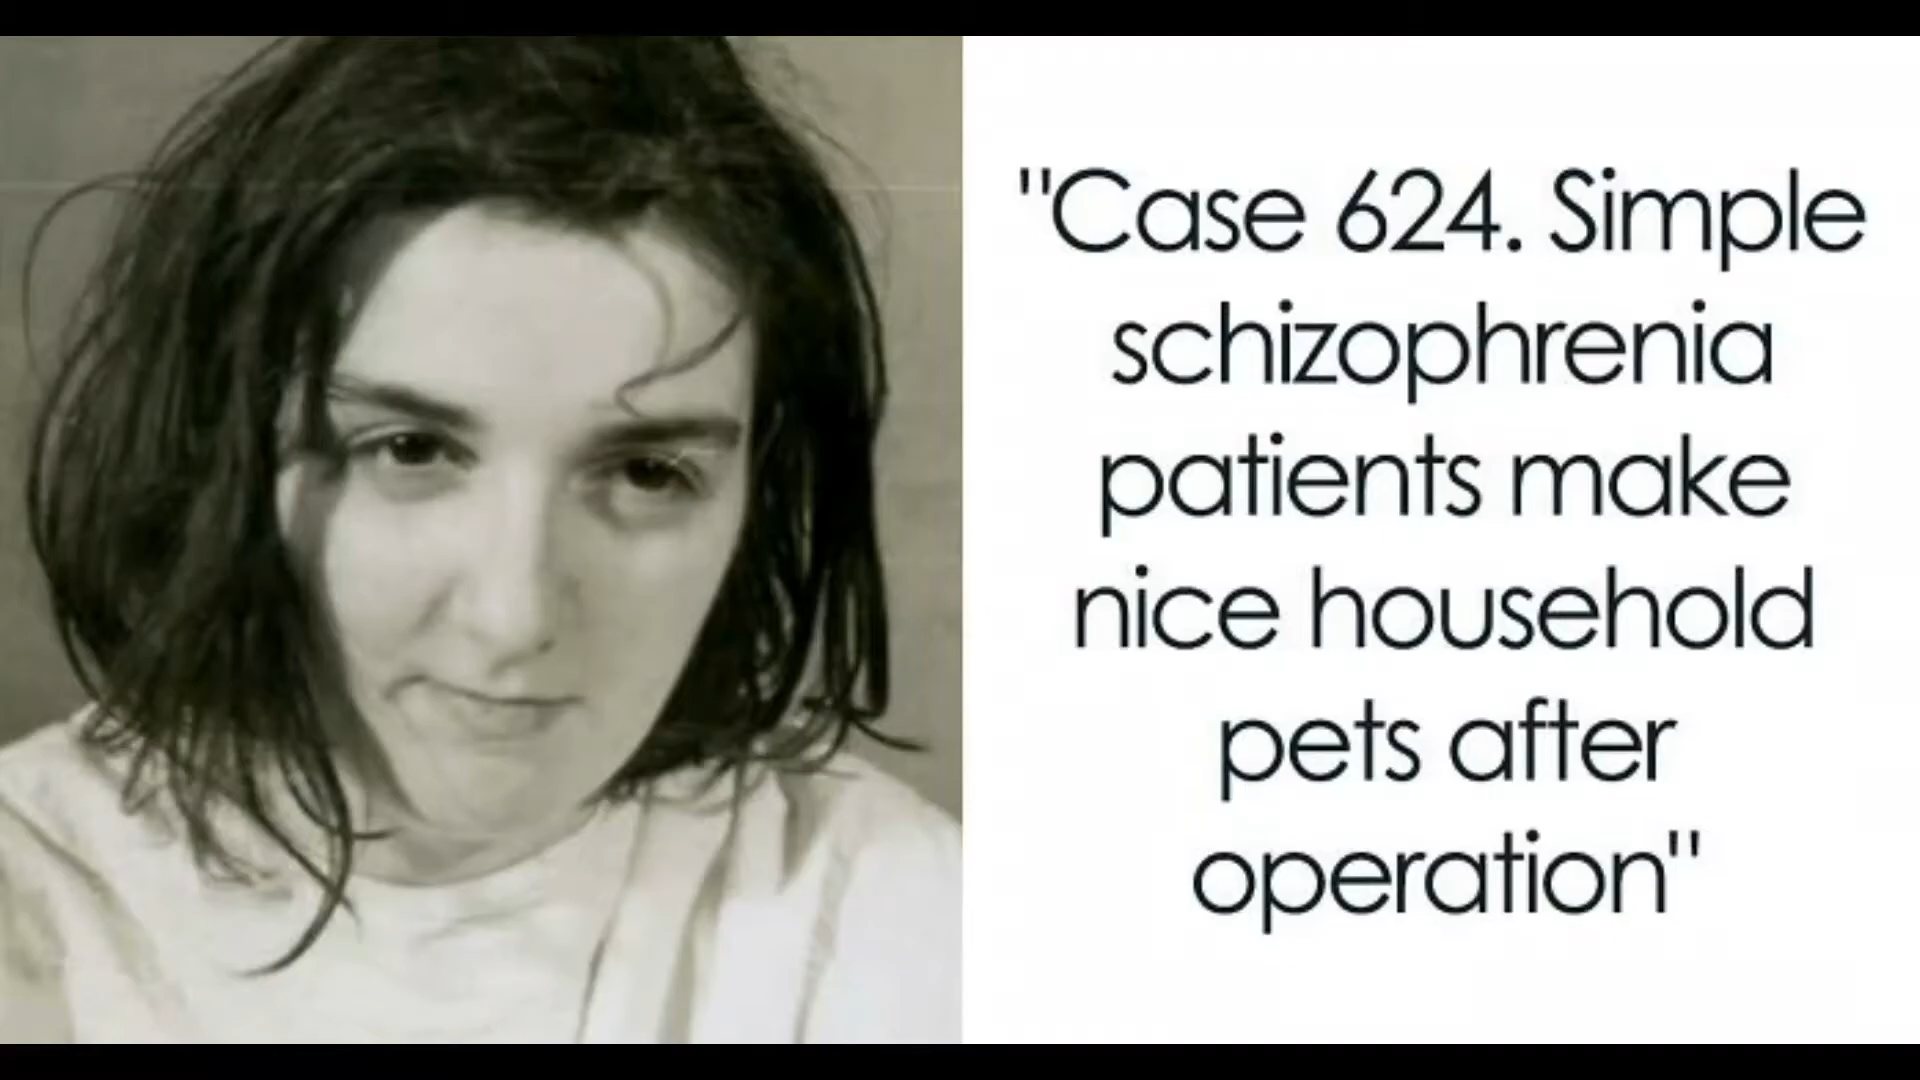 "Case 624. Simple
schizophrenia
patients make
nice household
pets after
operation"